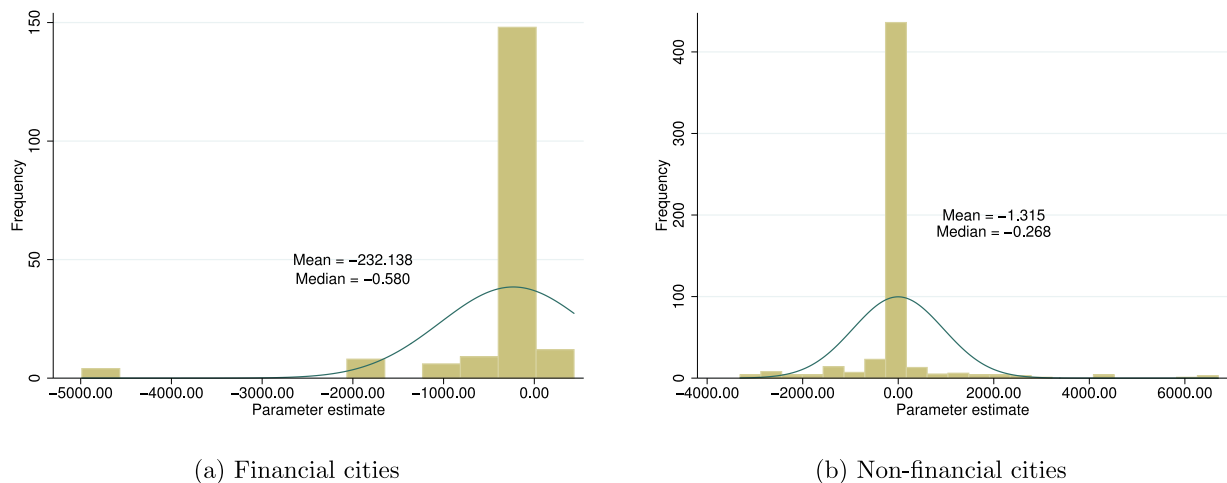 150
100
50
0
Frequency
Mean = −232.138
Median = −0.580
−5000.00 −4000.00 −3000.00 −2000.00 −1000.00 0.00
Parameter estimate
(a) Financial cities
400
300
200
100
0
Frequency
Mean = −1.315
Median = −0.268
−4000.00 −2000.00 0.00 2000.00 4000.00 6000.00
Parameter estimate
(b) Non-financial cities